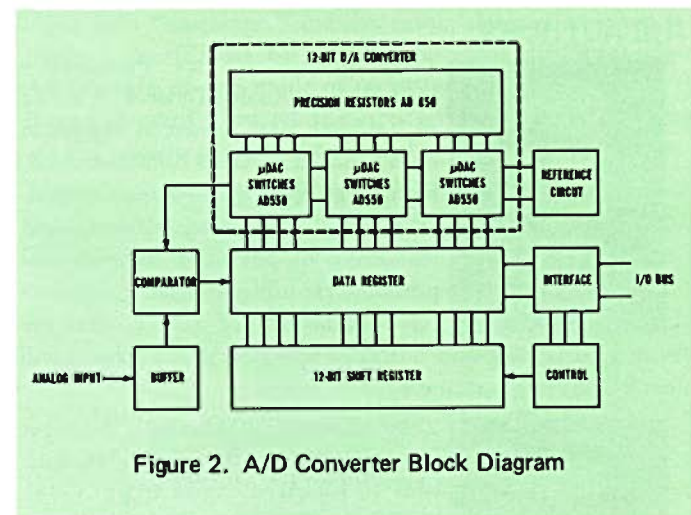 12-BIT D/A CONVERTER
PRECISION RESISTORS AD 850
µDAC
SWITCHES
AD550
µDAC
SWITCHES
AD550
µDAC
SWITCHES
AD550
REFERENCE
CIRCUT
COMPARATOR
DATA REGISTER
INTERFACE
I/O BUS
ANALOG INPUT
BUFFER
12-BIT SHIFT REGISTER
CONTROL
Figure 2. A/D Converter Block Diagram